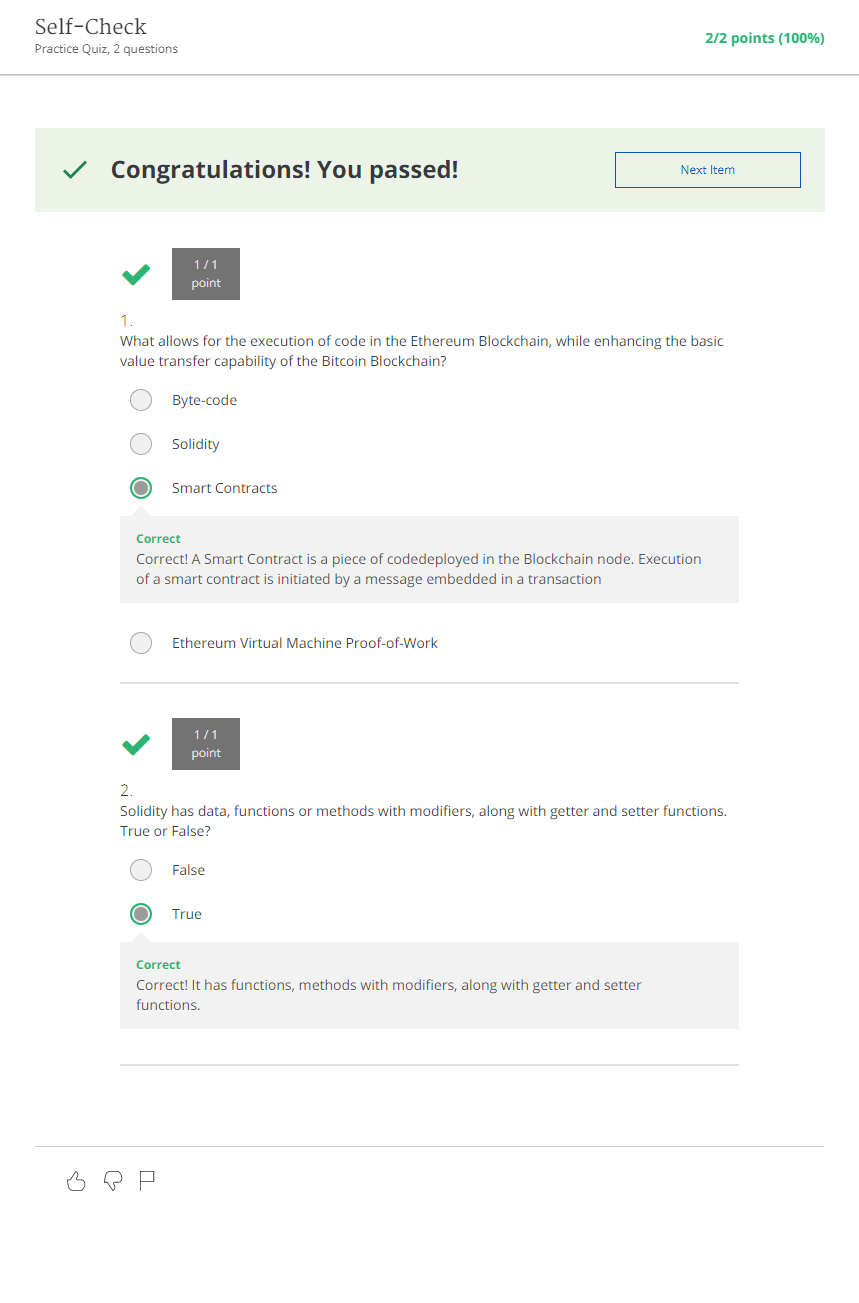 Self-Check
Practice Quiz, 2 questions
2/2 points (100%)
Congratulations! You passed!
Next Item
1 / 1
point
1.
What allows for the execution of code in the Ethereum Blockchain, while enhancing the basic
value transfer capability of the Bitcoin Blockchain?
Byte-code
Solidity
Smart Contracts
Correct
Correct! A Smart Contract is a piece of codedeployed in the Blockchain node. Execution
of a smart contract is initiated by a message embedded in a transaction
Ethereum Virtual Machine Proof-of-Work
1 / 1
point
2.
Solidity has data, functions or methods with modifiers, along with getter and setter functions.
True or False?
False
True
Correct
Correct! It has functions, methods with modifiers, along with getter and setter
functions.